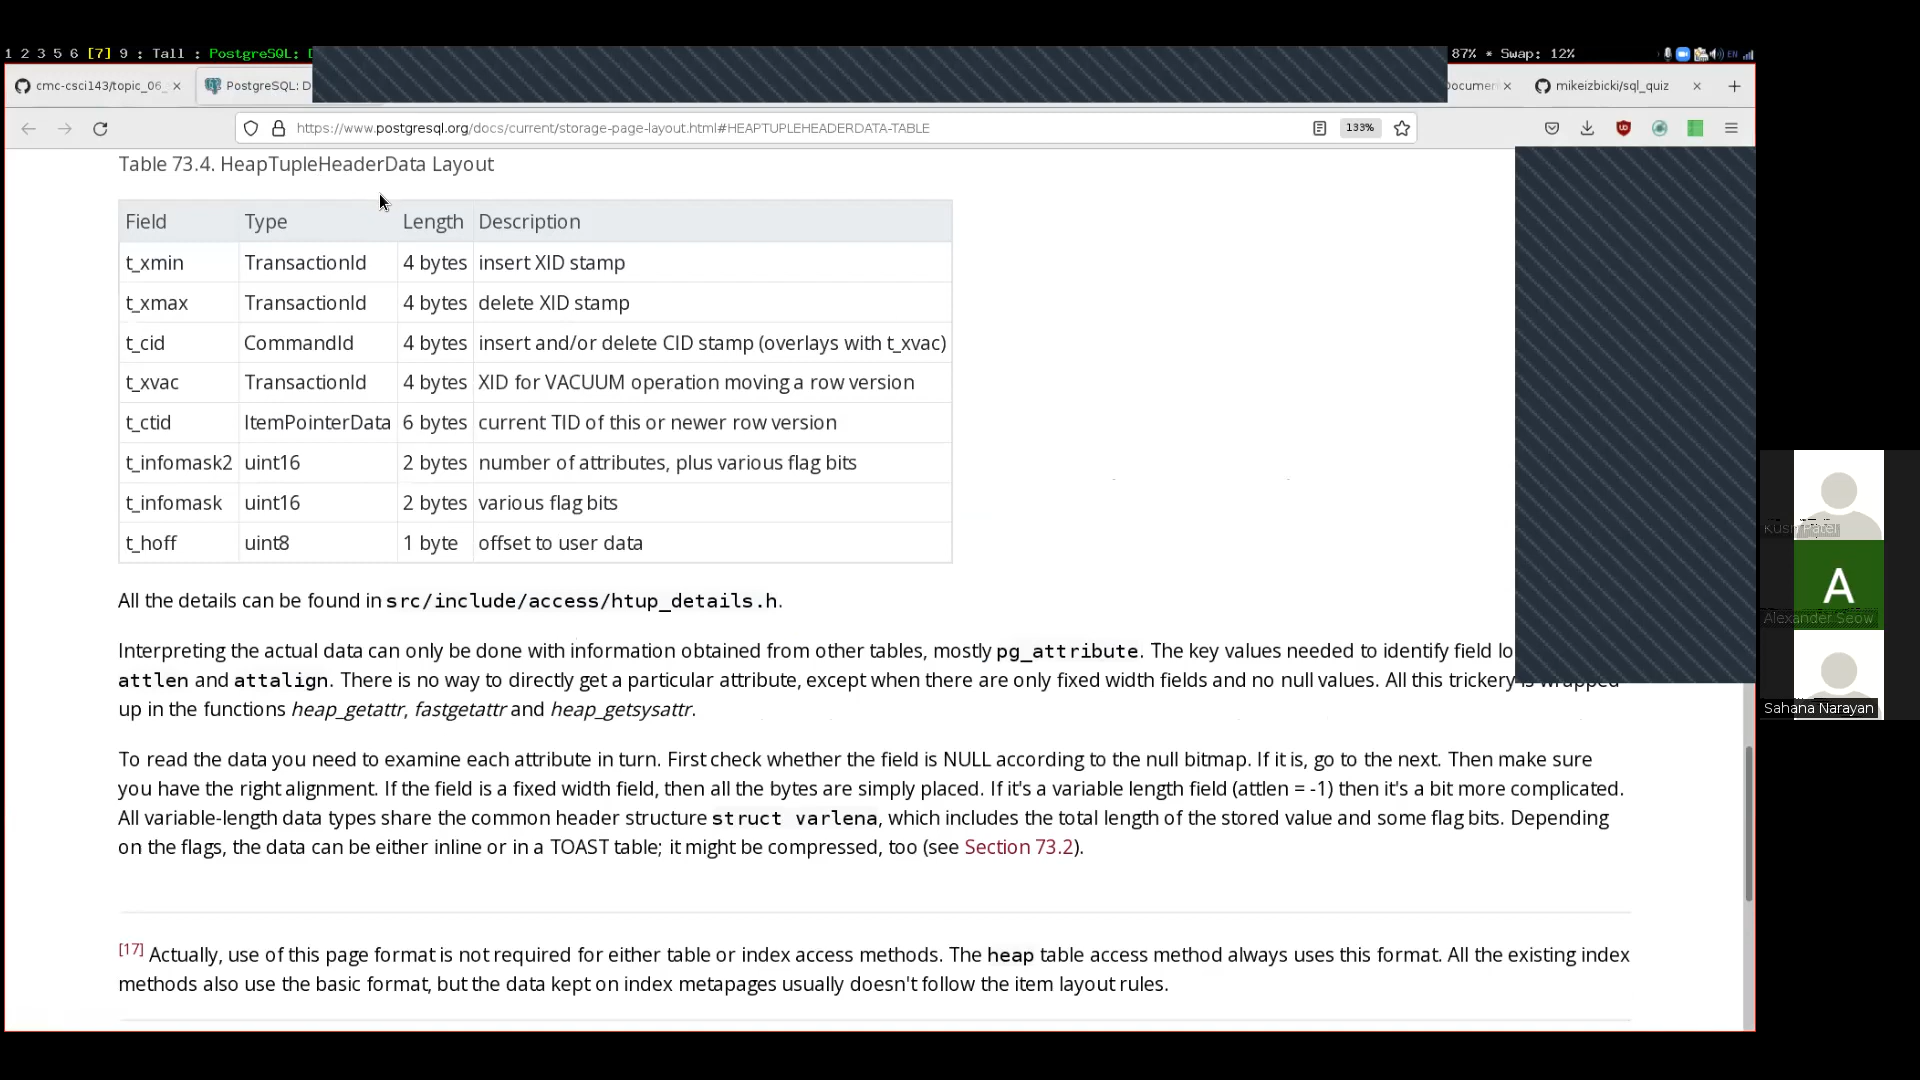 1 2 3 5 6 [7] 9 : Tall : PostgreSQL: D
87% * Swap: 12%
EN
cmc-csci143/topic_06_
PostgreSQL: D
Documen
mikeizbicki/sql_quiz
https://www.postgresql.org/docs/current/storage-page-layout.html#HEAPTUPLEHEADERDATA-TABLE
133%
Table 73.4. HeapTupleHeaderData Layout
Field Type Length Description
t_xmin TransactionId 4 bytes insert XID stamp
t_xmax TransactionId 4 bytes delete XID stamp
t_cid CommandId 4 bytes insert and/or delete CID stamp (overlays with t_xvac)
t_xvac TransactionId 4 bytes XID for VACUUM operation moving a row version
t_ctid ItemPointerData 6 bytes current TID of this or newer row version
t_infomask2 uint16 2 bytes number of attributes, plus various flag bits
t_infomask uint16 2 bytes various flag bits
t_hoff uint8 1 byte offset to user data
All the details can be found in src/include/access/htup_details.h.
Interpreting the actual data can only be done with information obtained from other tables, mostly pg_attribute. The key values needed to identify field lo
attlen and attalign. There is no way to directly get a particular attribute, except when there are only fixed width fields and no null values. All this trickery is wrapped
up in the functions heap_getattr, fastgetattr and heap_getsysattr.
To read the data you need to examine each attribute in turn. First check whether the field is NULL according to the null bitmap. If it is, go to the next. Then make sure
you have the right alignment. If the field is a fixed width field, then all the bytes are simply placed. If it's a variable length field (attlen = -1) then it's a bit more complicated.
All variable-length data types share the common header structure struct varlena, which includes the total length of the stored value and some flag bits. Depending
on the flags, the data can be either inline or in a TOAST table; it might be compressed, too (see Section 73.2).
[17] Actually, use of this page format is not required for either table or index access methods. The heap table access method always uses this format. All the existing index
methods also use the basic format, but the data kept on index metapages usually doesn't follow the item layout rules.
Patel
A
Alexander Seow
Sahana Narayan